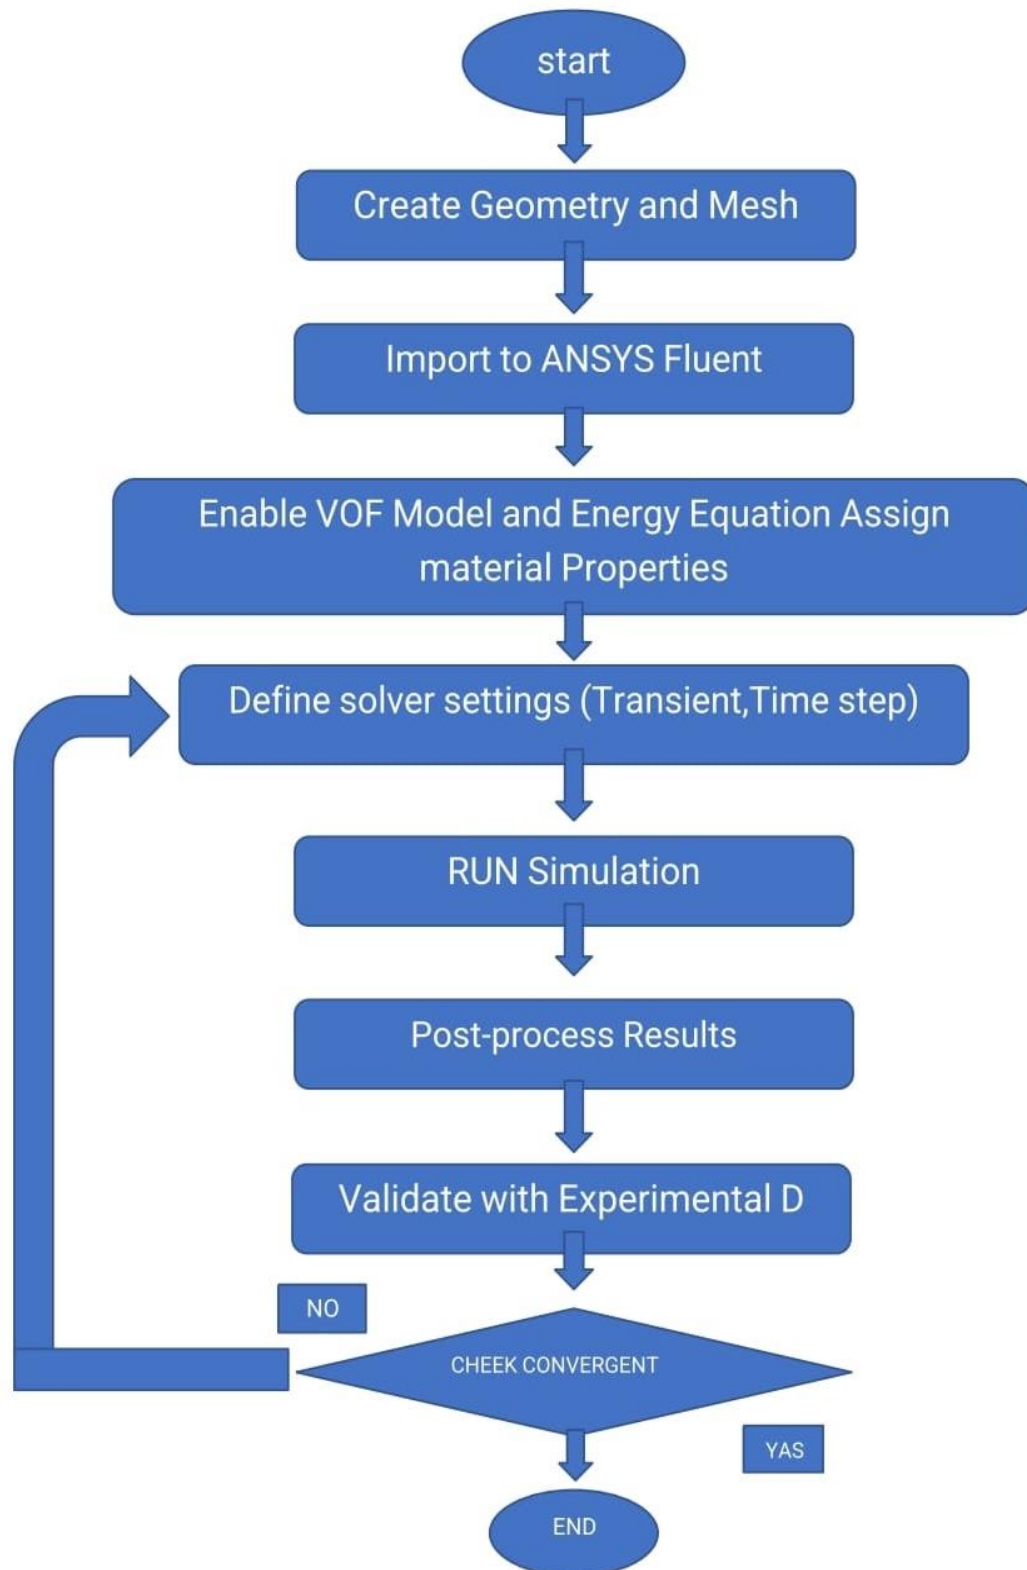 start
Create Geometry and Mesh
Import to ANSYS Fluent
Enable VOF Model and Energy Equation Assign
material Properties
Define solver settings (Transient,Time step)
RUN Simulation
Post-process Results
Validate with Experimental D
NO
CHEEK CONVERGENT
YAS
END